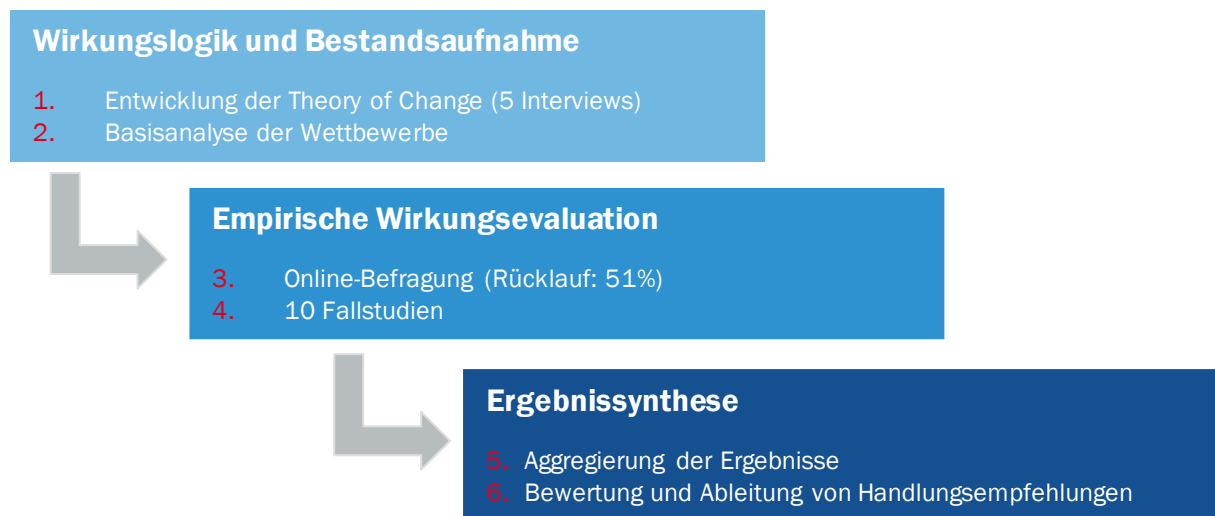 Wirkungslogik und Bestandsaufnahme
1. Entwicklung der Theory of Change (5 Interviews)
2. Basisanalyse der Wettbewerbe
Empirische Wirkungsevaluation
3. Online-Befragung (Rücklauf: 51%)
4. 10 Fallstudien
Ergebnissynthese
5. Aggregierung der Ergebnisse
6. Bewertung und Ableitung von Handlungsempfehlungen